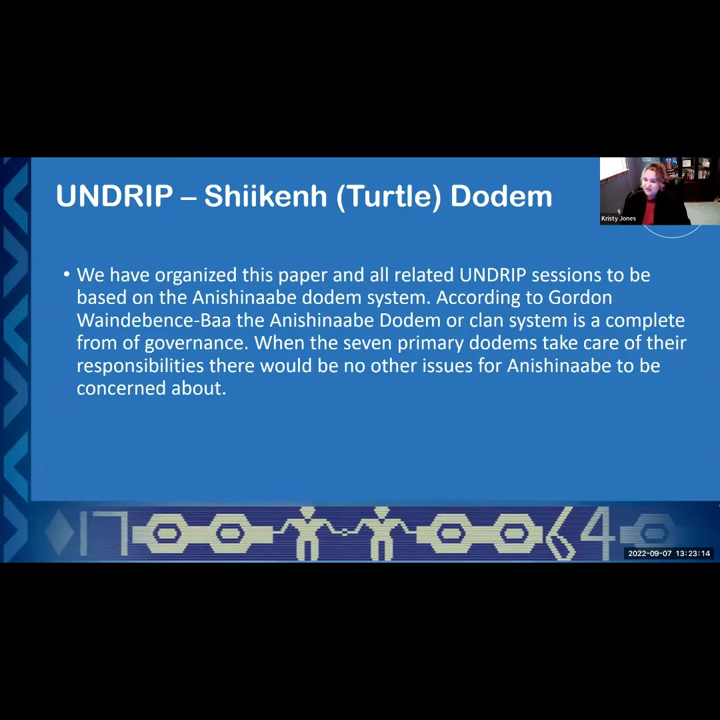 UNDRIP – Shiikenh (Turtle) Dodem
Kristy Jones
• We have organized this paper and all related UNDRIP sessions to be
based on the Anishinaabe dodem system. According to Gordon
Waindebence-Baa the Anishinaabe Dodem or clan system is a complete
from of governance. When the seven primary dodems take care of their
responsibilities there would be no other issues for Anishinaabe to be
concerned about.
17 64
2022-09-07 13:23:14